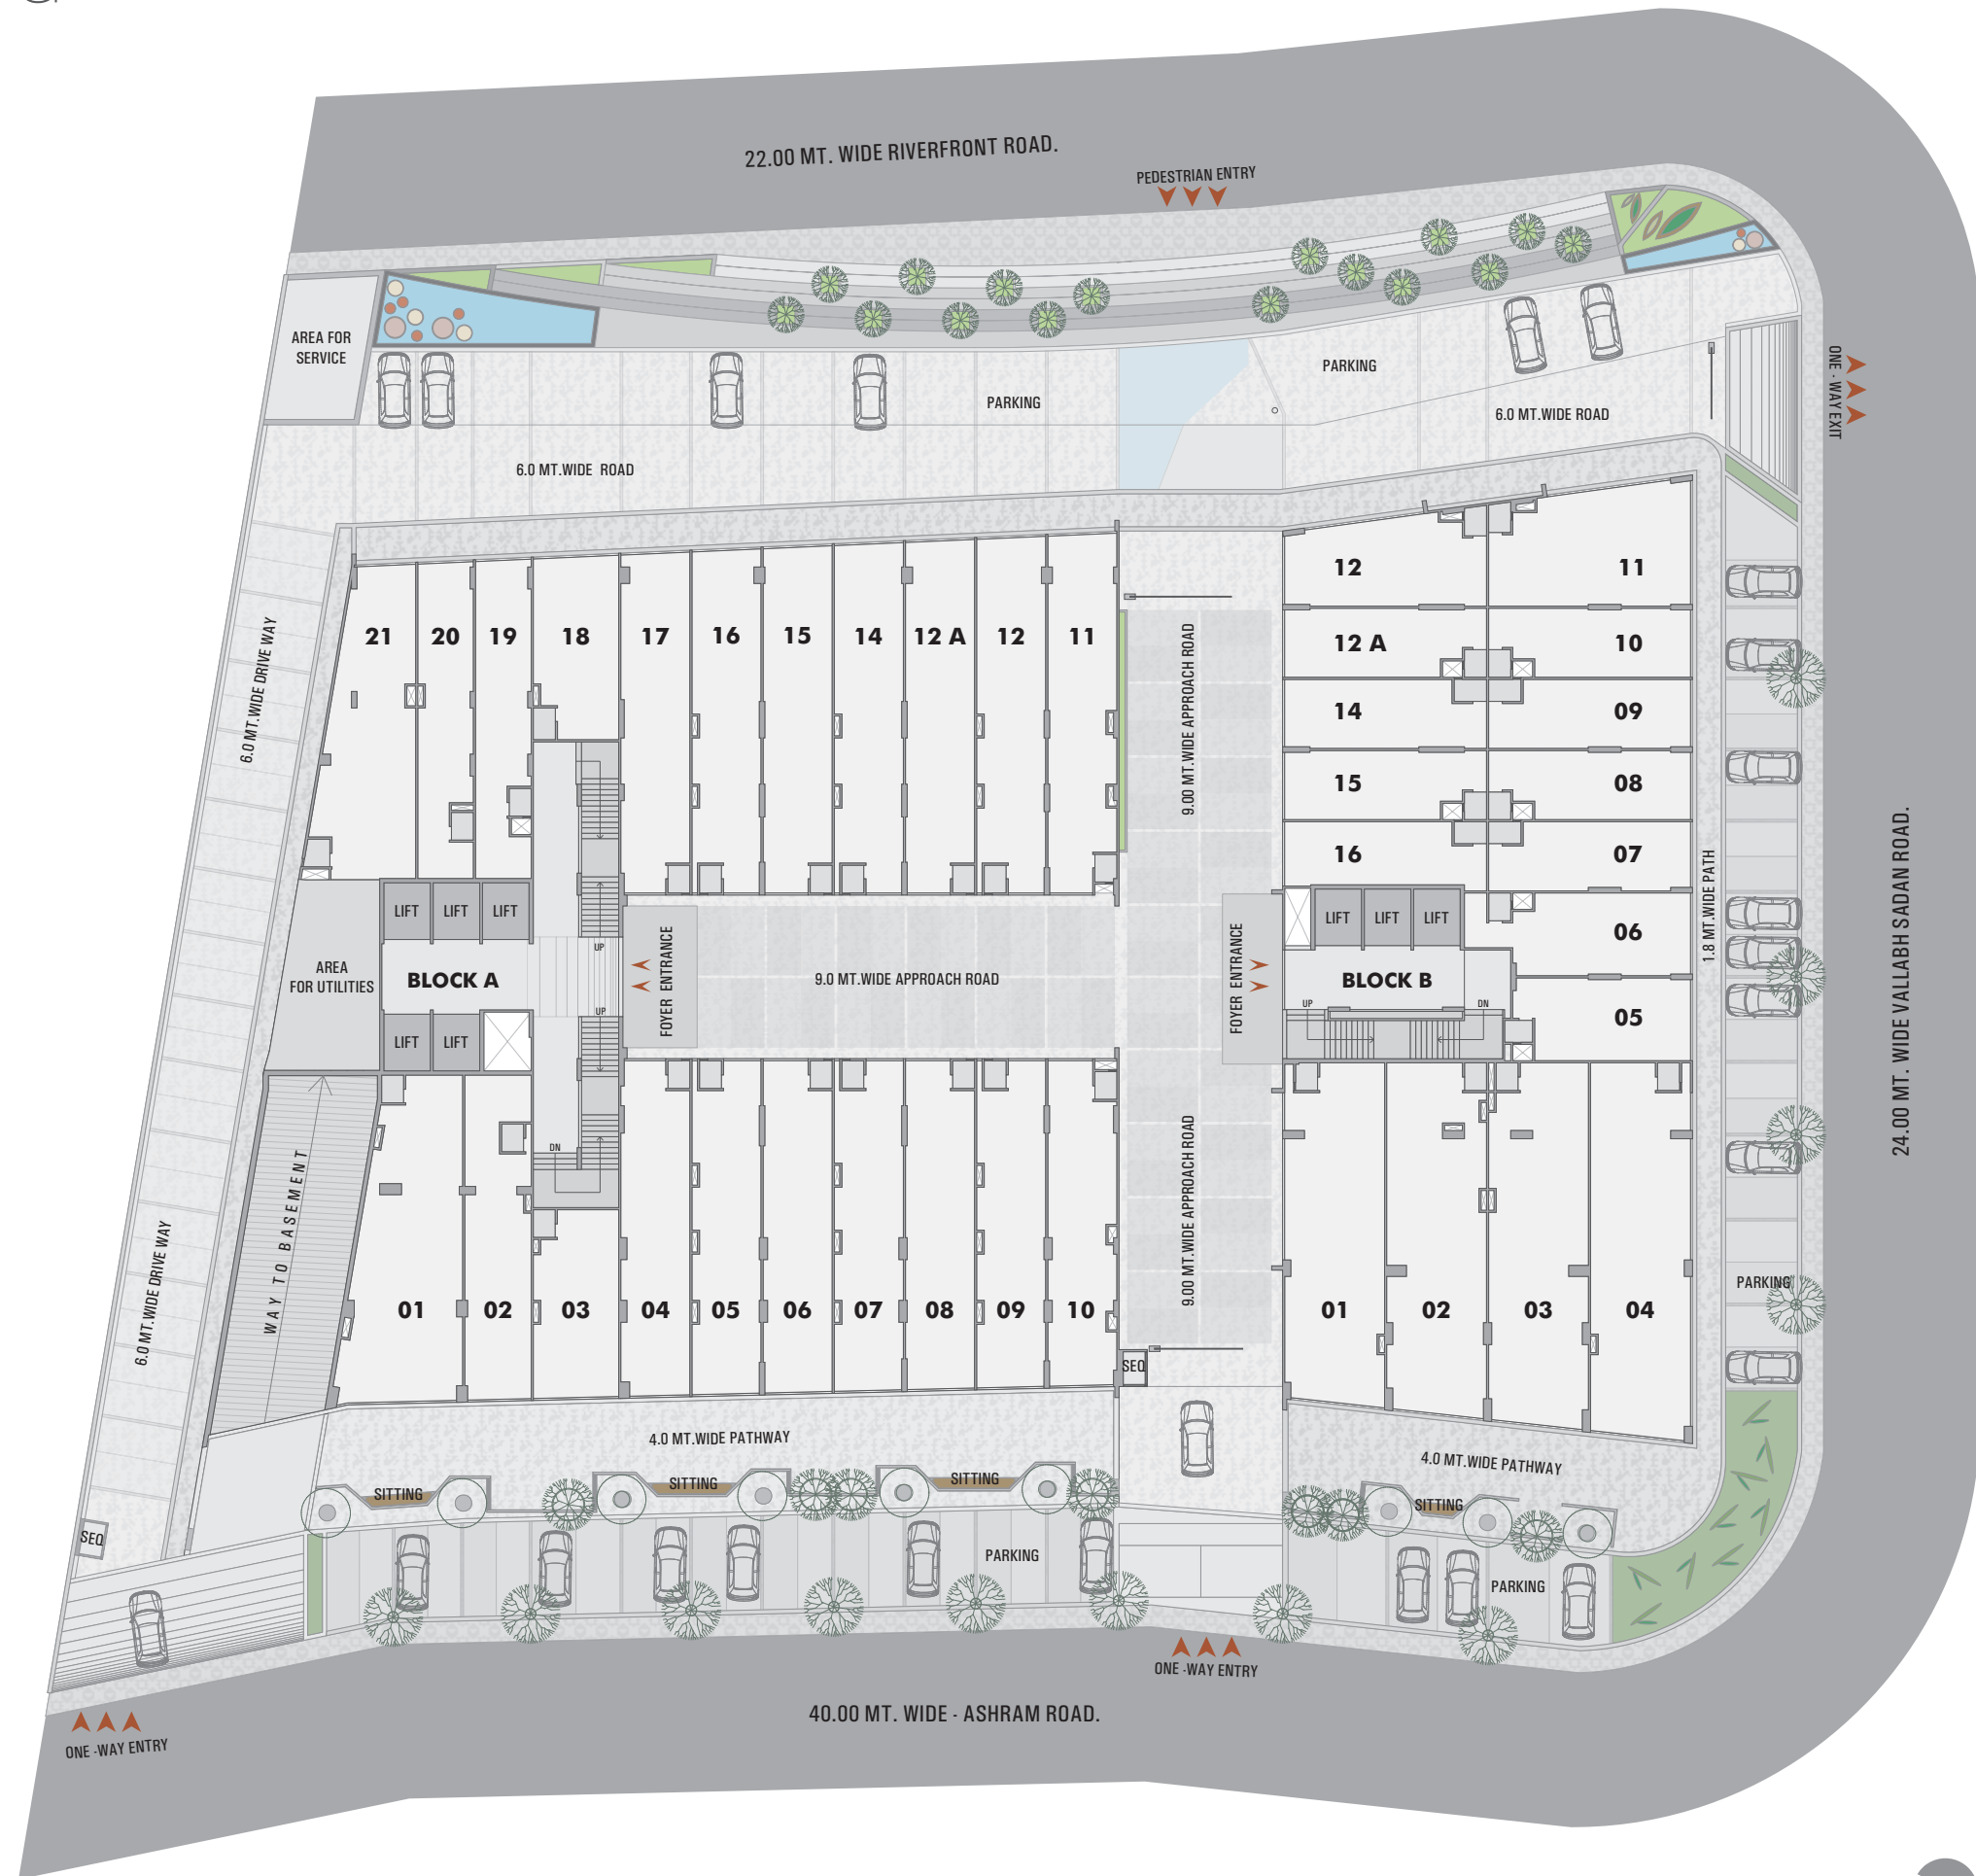 22.00 MT. WIDE RIVERFRONT ROAD.
PEDESTRIAN ENTRY
AREA FOR
SERVICE
PARKING
PARKING
6.0 MT.WIDE ROAD
6.0 MT.WIDE ROAD
ONE - WAY EXIT
6.0 MT.WIDE DRIVE WAY
21
20
19
18
17
16
15
14
12 A
12
11
9.00 MT.WIDE APPROACH ROAD
12
11
12 A
10
14
09
15
08
16
07
LIFT
LIFT
LIFT
LIFT
LIFT
LIFT
06
1.8 MT.WIDE PATH
24.00 MT. WIDE VALLABH SADAN ROAD.
AREA
FOR UTILITIES
BLOCK A
UP
UP
FOYER ENTRANCE
9.0 MT.WIDE APPROACH ROAD
FOYER ENTRANCE
BLOCK B
UP
DN
05
LIFT
LIFT
DN
WAY TO BASEMENT
6.0 MT.WIDE DRIVE WAY
9.00 MT.WIDE APPROACH ROAD
01
02
03
04
05
06
07
08
09
10
01
02
03
04
PARKING
SEQ
4.0 MT.WIDE PATHWAY
4.0 MT.WIDE PATHWAY
SITTING
SITTING
SITTING
SITTING
SEQ
PARKING
PARKING
ONE -WAY ENTRY
40.00 MT. WIDE - ASHRAM ROAD.
ONE -WAY ENTRY